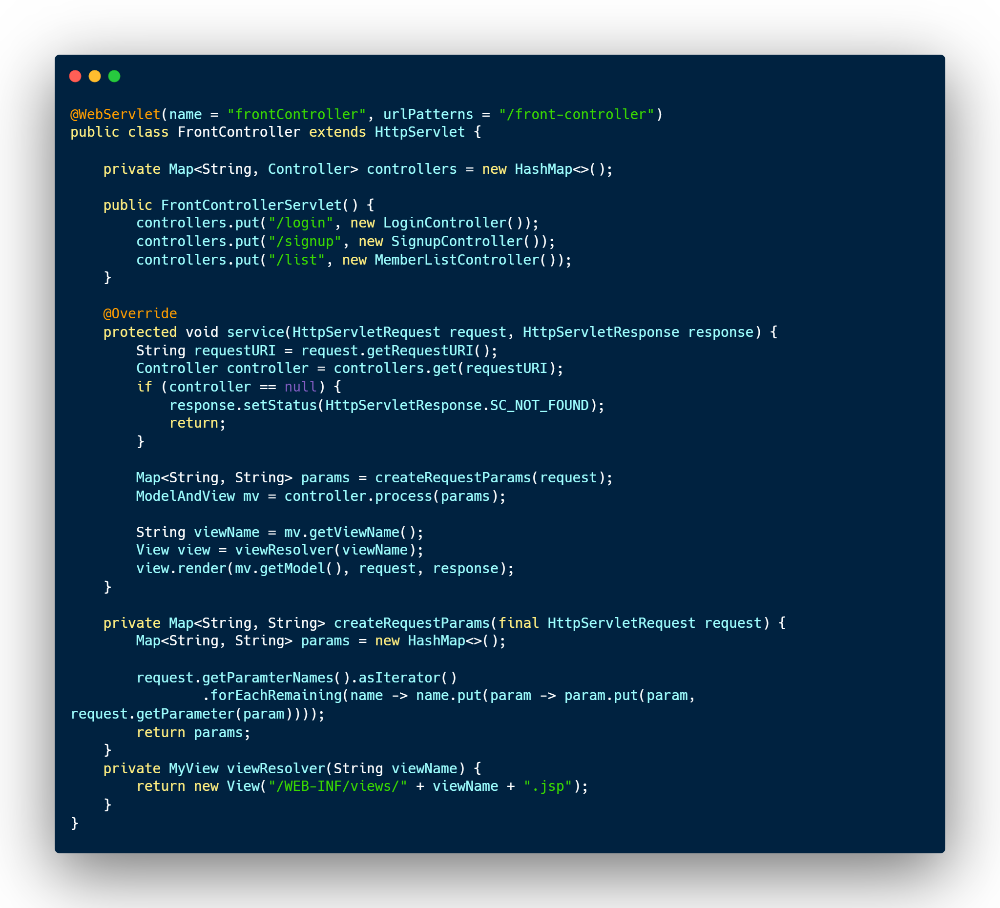 @WebServlet(name = "frontController", urlPatterns = "/front-controller")
public class FrontController extends HttpServlet {

    private Map<String, Controller> controllers = new HashMap<>();

    public FrontControllerServlet() {
        controllers.put("/login", new LoginController());
        controllers.put("/signup", new SignupController());
        controllers.put("/list", new MemberListController());
    }

    @Override
    protected void service(HttpServletRequest request, HttpServletResponse response) {
        String requestURI = request.getRequestURI();
        Controller controller = controllers.get(requestURI);
        if (controller == null) {
            response.setStatus(HttpServletResponse.SC_NOT_FOUND);
            return;
        }

        Map<String, String> params = createRequestParams(request);
        ModelAndView mv = controller.process(params);

        String viewName = mv.getViewName();
        View view = viewResolver(viewName);
        view.render(mv.getModel(), request, response);
    }

    private Map<String, String> createRequestParams(final HttpServletRequest request) {
        Map<String, String> params = new HashMap<>();

        request.getParamterNames().asIterator()
                .forEachRemaining(name -> name.put(param -> param.put(param,
request.getParameter(param))));
        return params;
    }
    private MyView viewResolver(String viewName) {
        return new View("/WEB-INF/views/" + viewName + ".jsp");
    }
}